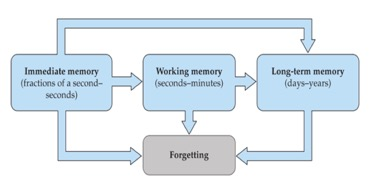 Immediate memory
(fractions of a second–
seconds)
Working memory
(seconds–minutes)
Long-term memory
(days–years)
Forgetting